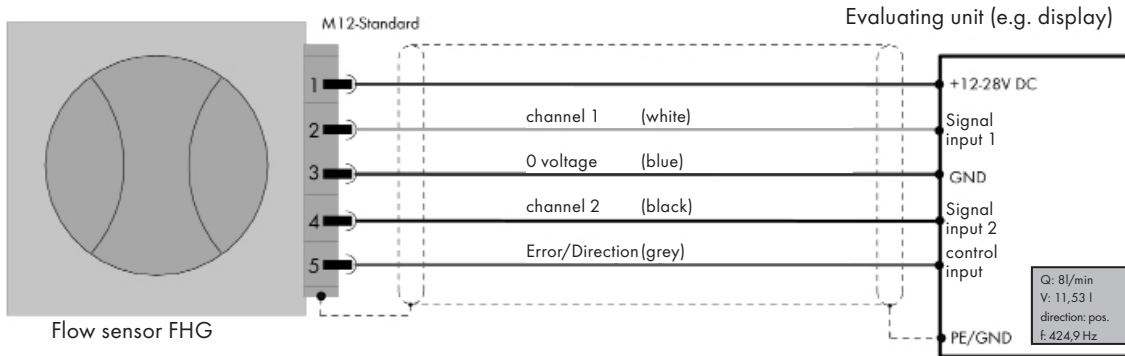 Evaluating unit (e.g. display)
M12-Standard
1
+12-28V DC
channel 1 (white)
2
Signal
input 1
0 voltage (blue)
3
GND
channel 2 (black)
4
Signal
input 2
Error/Direction (grey)
5
control
input
Q: 8l/min
V: 11,53 l
direction: pos.
f: 424,9 Hz
Flow sensor FHG
PE/GND